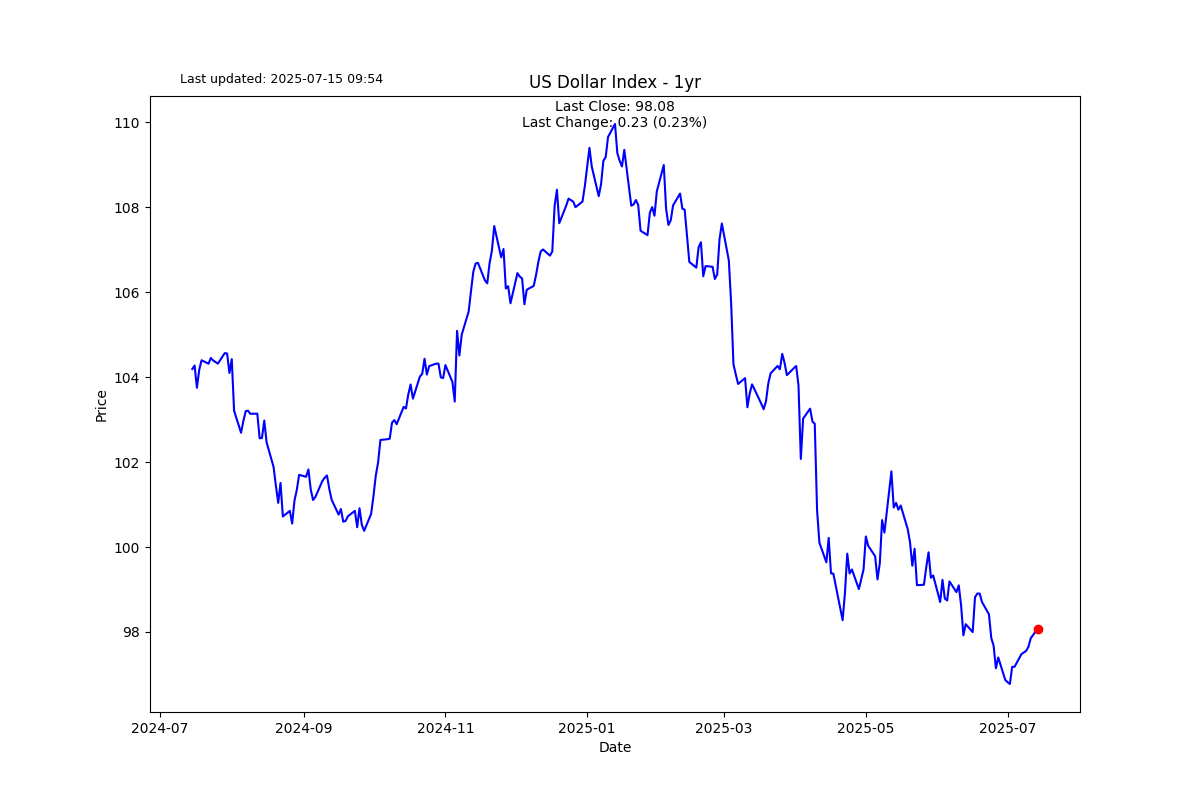 Last updated: 2025-07-15 09:54
US Dollar Index - 1yr
Last Close: 98.08
Last Change: 0.23 (0.23%)
110
108
106
104
102
100
98
Price
2024-07
2024-09
2024-11
2025-01
2025-03
2025-05
2025-07
Date